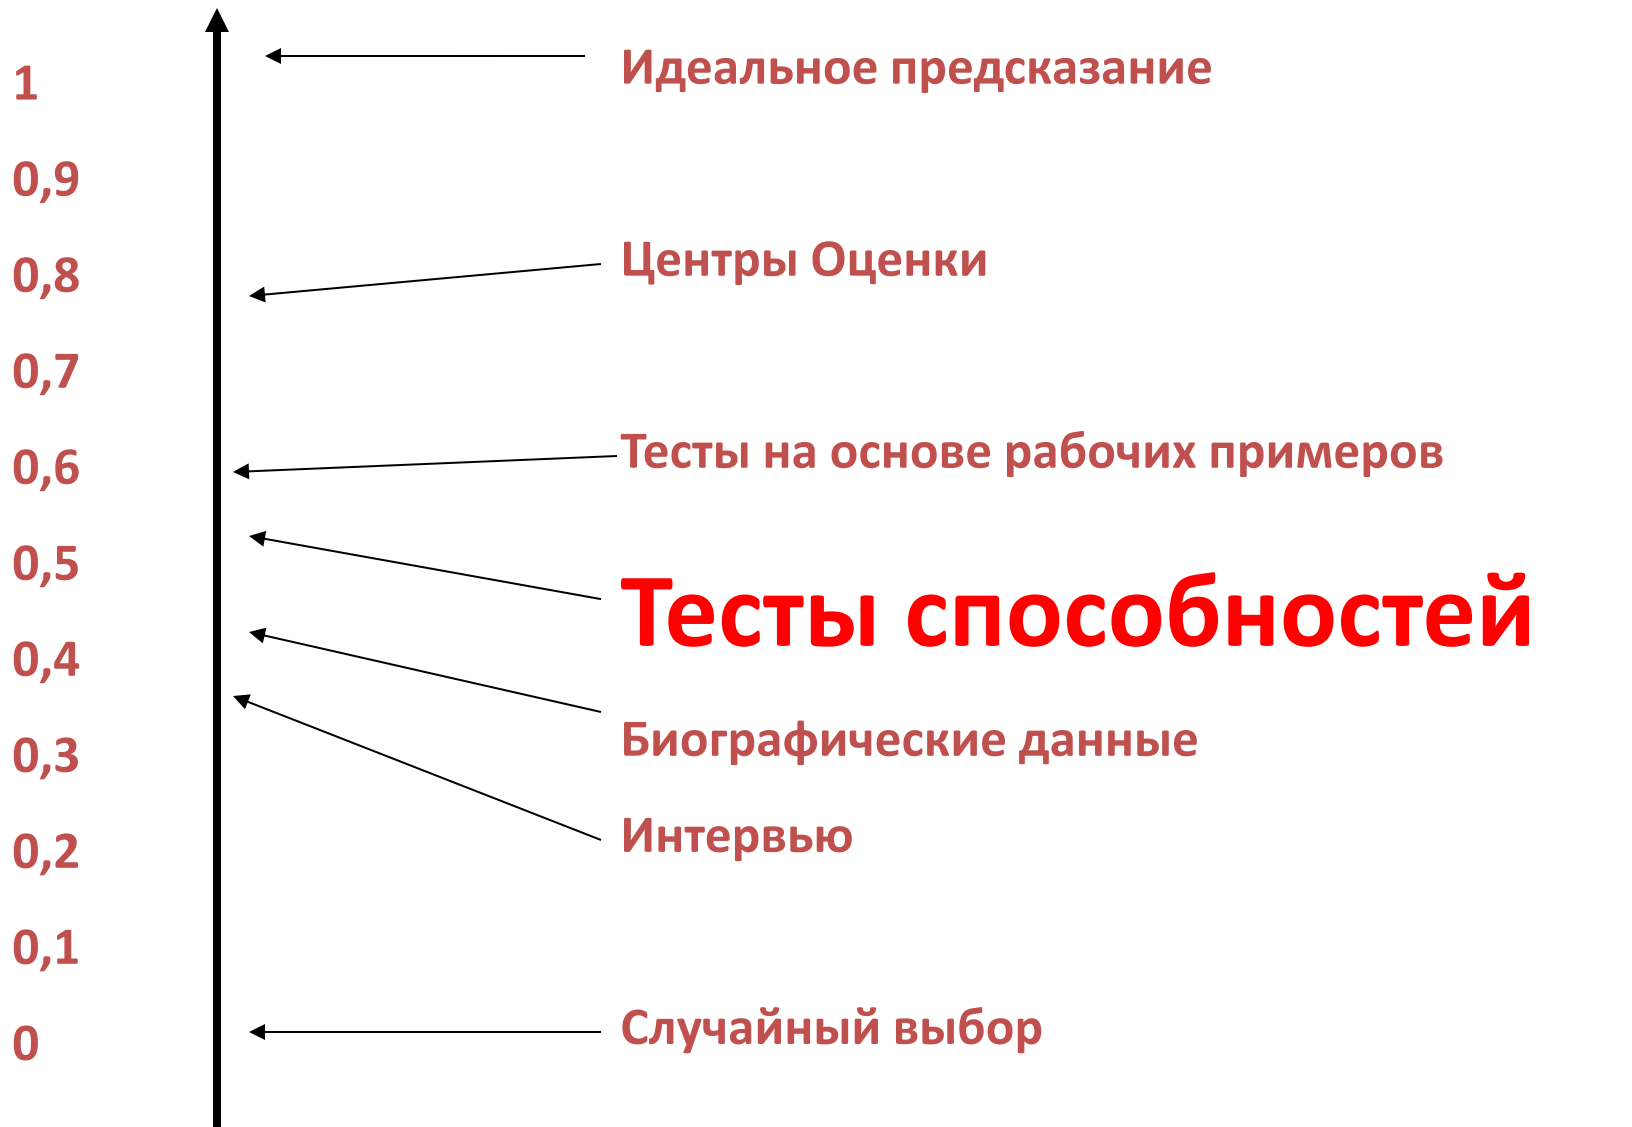 1
0,9
0,8
0,7
0,6
0,5
0,4
0,3
0,2
0,1
0
Идеальное предсказание
Центры Оценки
Тесты на основе рабочих примеров
Тесты способностей
Биографические данные
Интервью
Случайный выбор